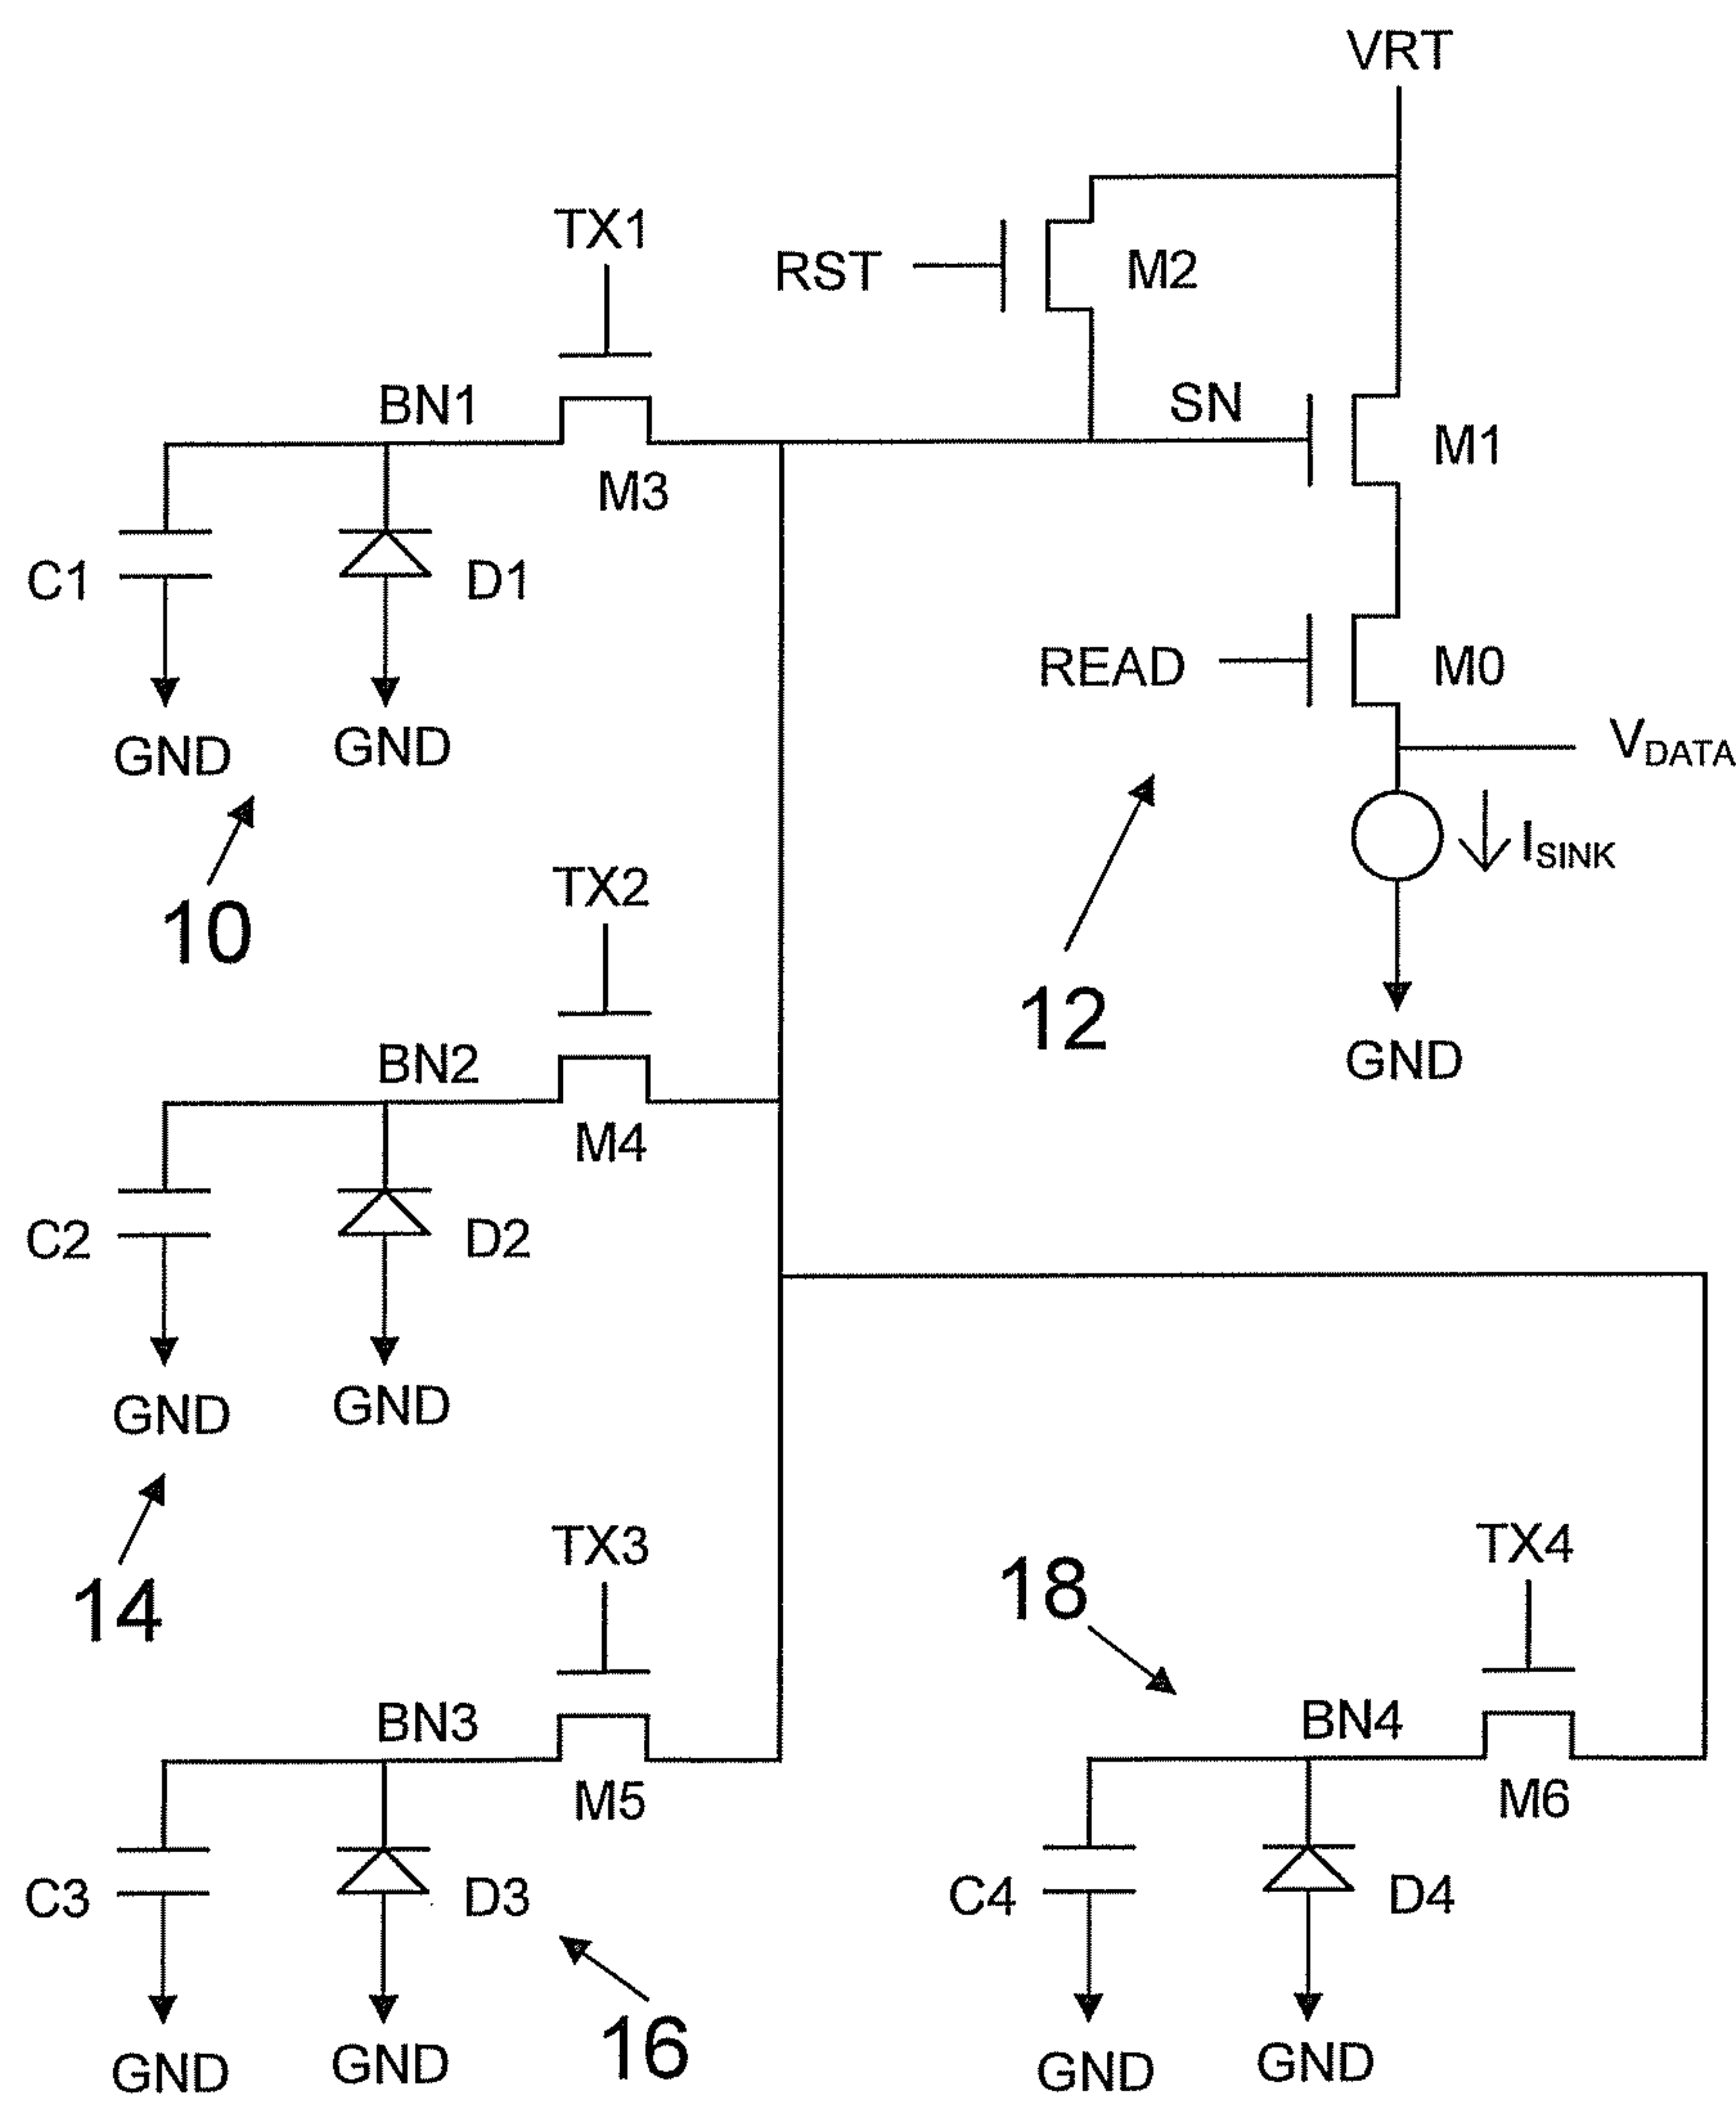 VRT
TX1
RST
M2
BN1
SN
M1
M3
C1
D1
READ
M0
GND
GND
VDATA
ISINK
10
TX2
12
GND
BN2
M4
C2
D2
GND
GND
14
TX3
18
TX4
BN3
BN4
M5
M6
C3
D3
C4
D4
16
GND
GND
GND
GND